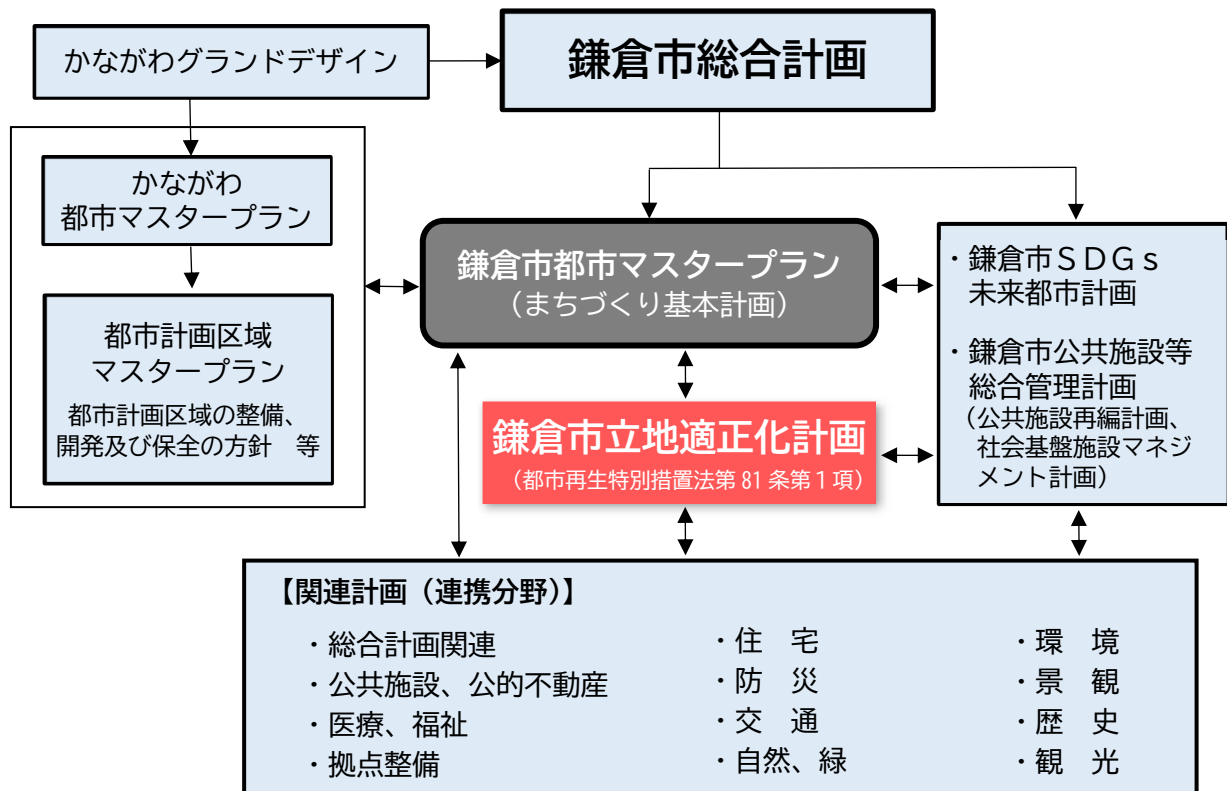 かながわグランドデザイン
鎌倉市総合計画
かながわ
都市マスタープラン
都市計画区域
マスタープラン
都市計画区域の整備、
開発及び保全の方針　等
鎌倉市都市マスタープラン
（まちづくり基本計画）
鎌倉市立地適正化計画
（都市再生特別措置法第 81 条第１項）
・鎌倉市ＳＤＧｓ
未来都市計画
・鎌倉市公共施設等
総合管理計画
（公共施設再編計画、
社会基盤施設マネジ
メント計画）
【関連計画（連携分野）】
・総合計画関連
・公共施設、公的不動産
・医療、福祉
・拠点整備
・住　宅
・防　災
・交　通
・自然、緑
・環　境
・景　観
・歴　史
・観　光